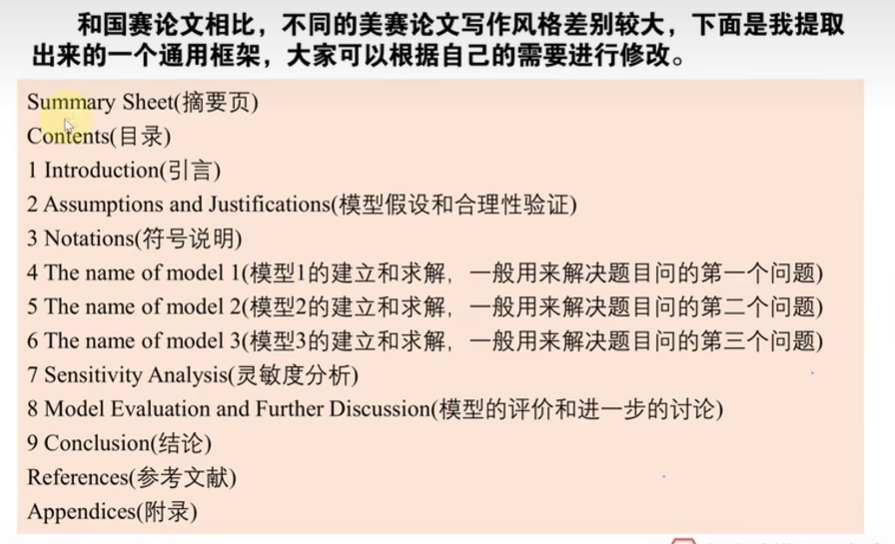 和国赛论文相比，不同的美赛论文写作风格差别较大，下面是我提取
出来的一个通用框架，大家可以根据自己的需要进行修改。
Summary Sheet(摘要页)
Contents(目录)
1 Introduction(引言)
2 Assumptions and Justifications(模型假设和合理性验证)
3 Notations(符号说明)
4 The name of model 1(模型1的建立和求解，一般用来解决题目问的第一个问题)
5 The name of model 2(模型2的建立和求解，一般用来解决题目问的第二个问题)
6 The name of model 3(模型3的建立和求解，一般用来解决题目问的第三个问题)
7 Sensitivity Analysis(灵敏度分析)
8 Model Evaluation and Further Discussion(模型的评价和进一步的讨论)
9 Conclusion(结论)
References(参考文献)
Appendices(附录)